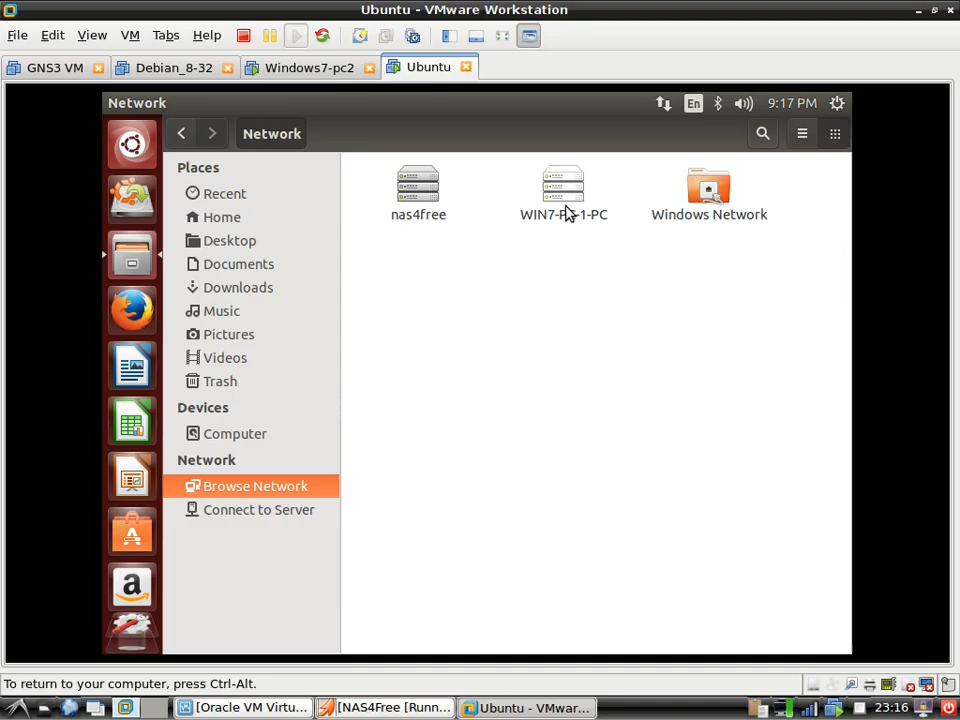 Ubuntu - VMware Workstation
File Edit View VM Tabs Help
GNS3 VM Debian_8-32 Windows7-pc2 Ubuntu
Network En 9:17 PM
Network
Places
Recent
Home
Desktop
Documents
Downloads
Music
Pictures
Videos
Trash
Devices
Computer
Network
Browse Network
Connect to Server
nas4free WIN7-PC-1-PC Windows Network
a
To return to your computer, press Ctrl-Alt.
[Oracle VM Virtu... [NAS4Free [Runn... Ubuntu - VMwar... 23:16